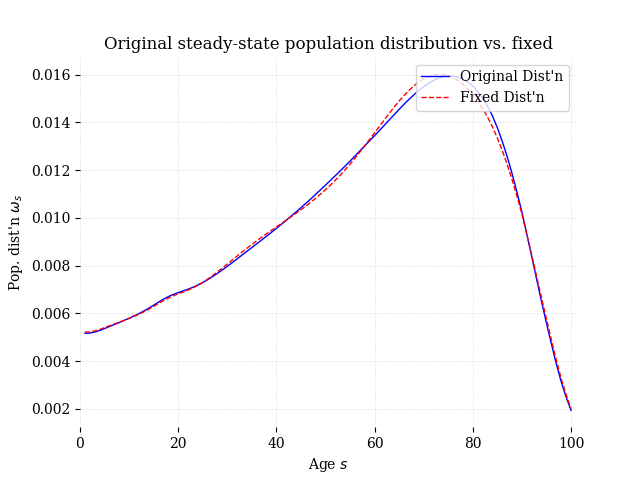 Original steady-state population distribution vs. fixed
Original Dist'n
Fixed Dist'n
0.016
0.014
0.012
0.010
0.008
0.006
0.004
0.002
Pop. dist'n ωₛ
0 20 40 60 80 100
Age s